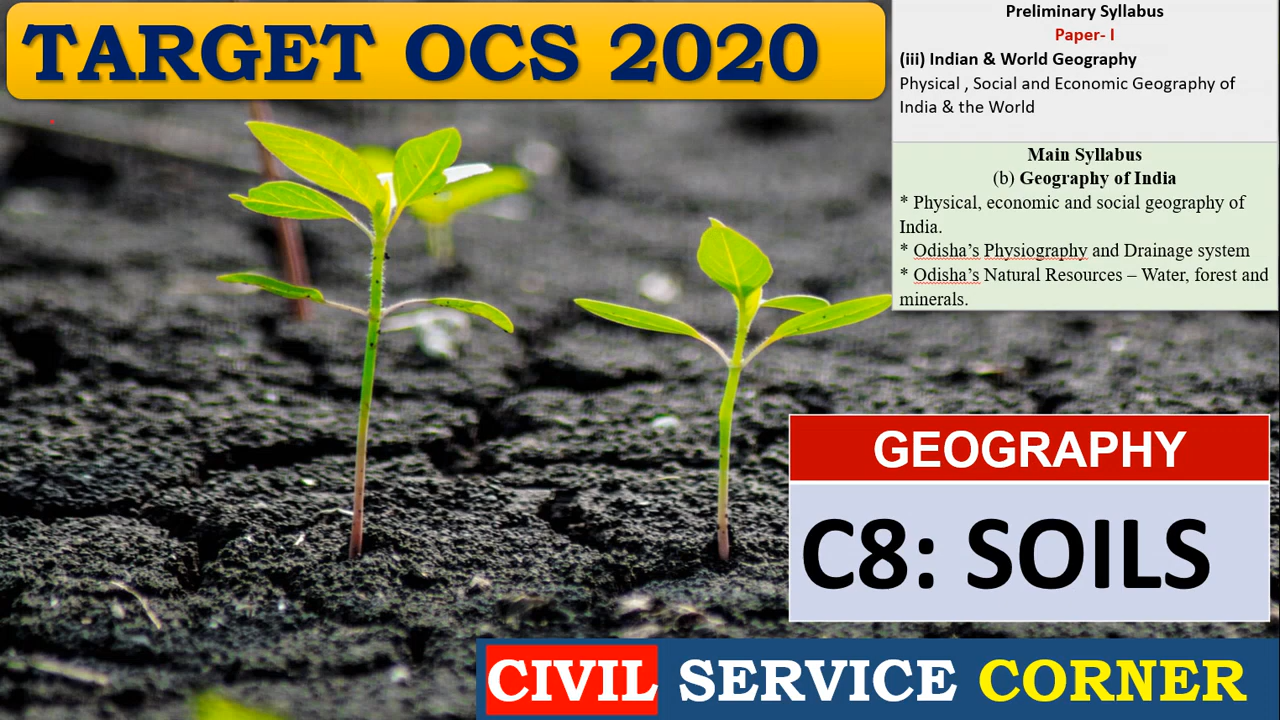 TARGET OCS 2020
Preliminary Syllabus
Paper- I
(iii) Indian & World Geography
Physical , Social and Economic Geography of
India & the World
Main Syllabus
(b) Geography of India
* Physical, economic and social geography of
India.
* Odisha's Physiography and Drainage system
* Odisha's Natural Resources – Water, forest and
minerals.
GEOGRAPHY
C8: SOILS
CIVIL SERVICE CORNER